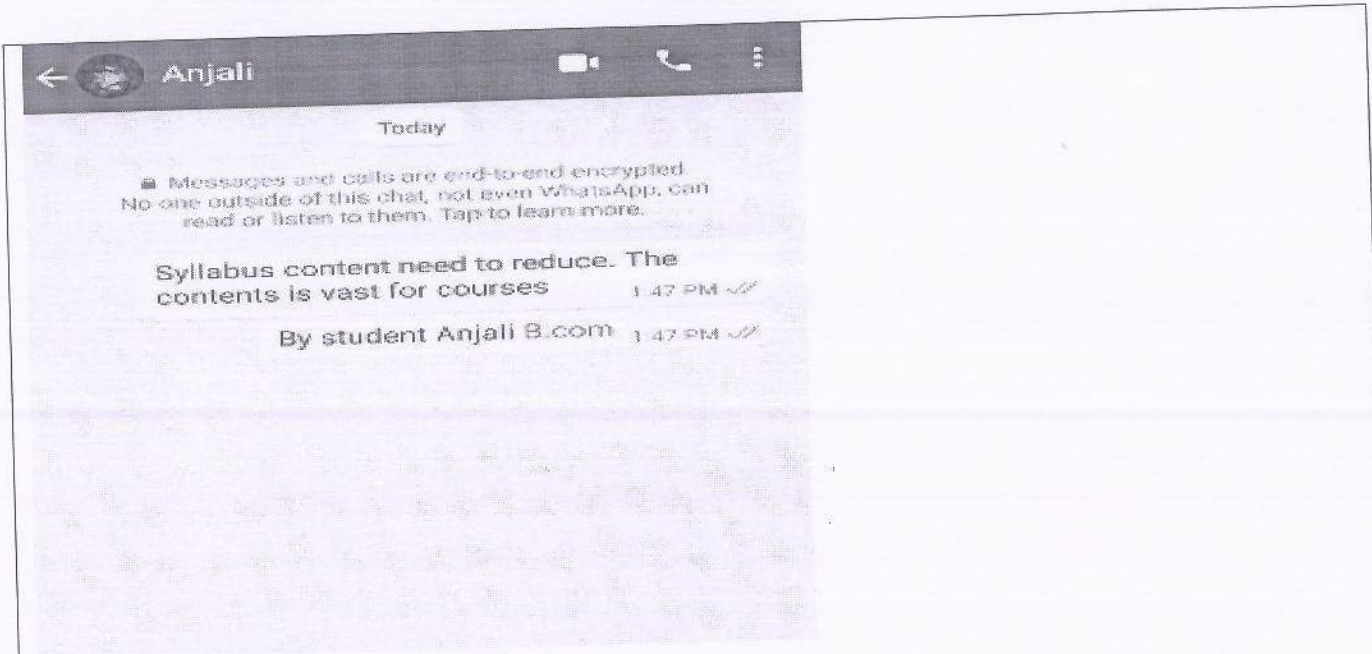 Anjali
Today
Messages and calls are end-to-end encrypted.
No one outside of this chat, not even WhatsApp, can
read or listen to them. Tap to learn more.
Syllabus content need to reduce. The
contents is vast for courses
1:47 PM
By student Anjali B.com 1:47 PM